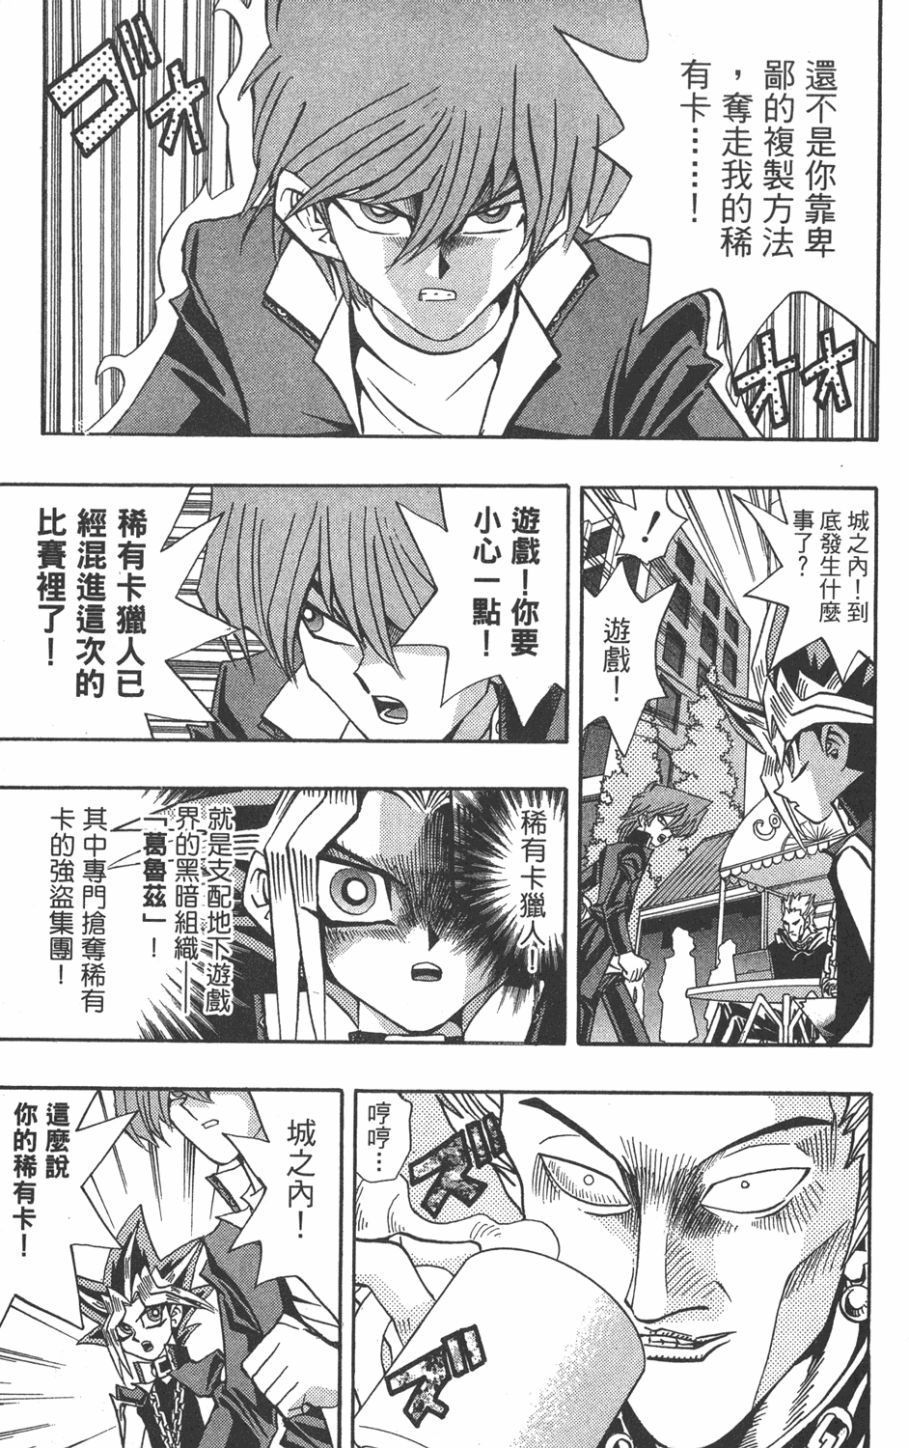 還不是你靠卑
鄙的複製方法
，奪走我的稀
有卡……！
ゴオ
オオ
城之內！到
底發生什麼
事了？
！
遊戲！
遊戲！你要
小心一點！
稀有卡獵人已
經混進這次的
比賽裡了！
稀有卡獵人！
就是支配地下遊戲
界的黑暗組織——
「葛魯茲」！
其中專門搶奪稀有
卡的強盜集團！
哼哼…
ズズ
城之內！
這麼說
你的稀有卡！